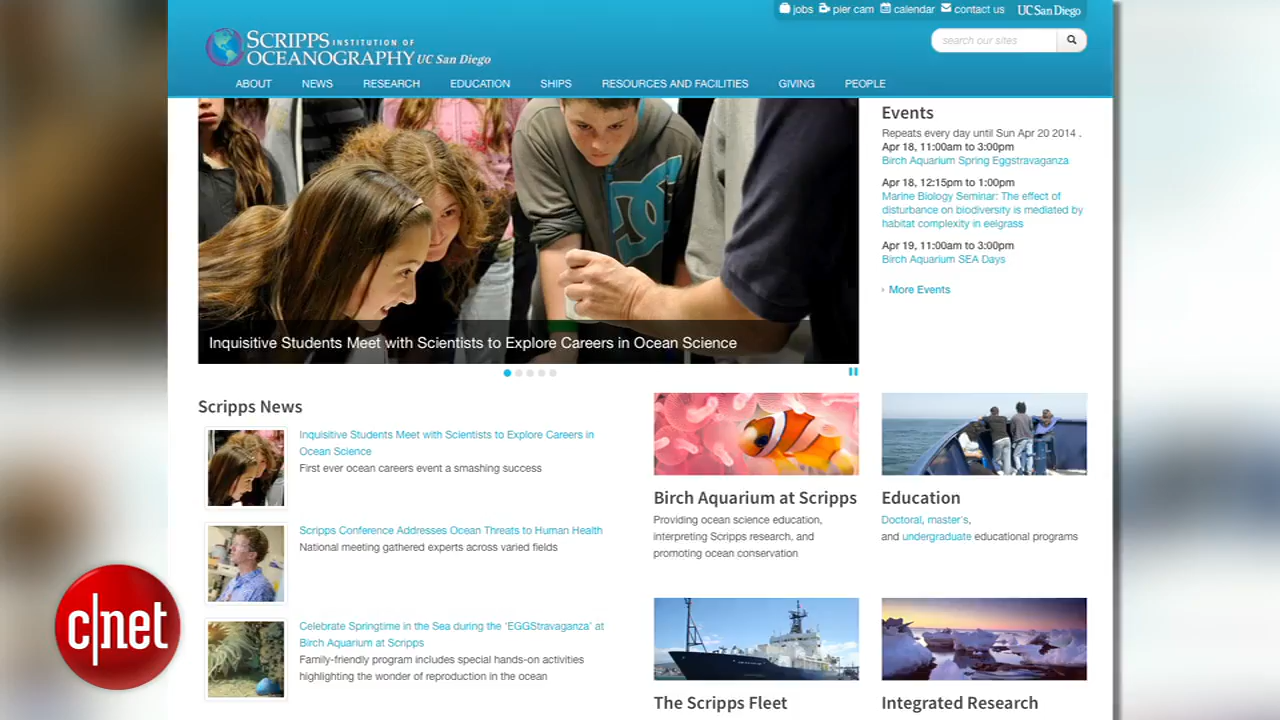 jobs pier cam calendar contact us UC San Diego
SCRIPPS INSTITUTION OF
OCEANOGRAPHY UC San Diego
search our sites
ABOUT NEWS RESEARCH EDUCATION SHIPS RESOURCES AND FACILITIES GIVING PEOPLE
Inquisitive Students Meet with Scientists to Explore Careers in Ocean Science
Events
Repeats every day until Sun Apr 20 2014 .
Apr 18, 11:00am to 3:00pm
Birch Aquarium Spring Eggstravaganza
Apr 18, 12:15pm to 1:00pm
Marine Biology Seminar: The effect of
disturbance on biodiversity is mediated by
habitat complexity in eelgrass
Apr 19, 11:00am to 3:00pm
Birch Aquarium SEA Days
› More Events
Scripps News
Inquisitive Students Meet with Scientists to Explore Careers in
Ocean Science
First ever ocean careers event a smashing success
Scripps Conference Addresses Ocean Threats to Human Health
National meeting gathered experts across varied fields
Celebrate Springtime in the Sea during the 'EGGStravaganza' at
Birch Aquarium at Scripps
Family-friendly program includes special hands-on activities
highlighting the wonder of reproduction in the ocean
Birch Aquarium at Scripps
Providing ocean science education,
interpreting Scripps research, and
promoting ocean conservation
Education
Doctoral, master's,
and undergraduate educational programs
The Scripps Fleet
Integrated Research
c|net